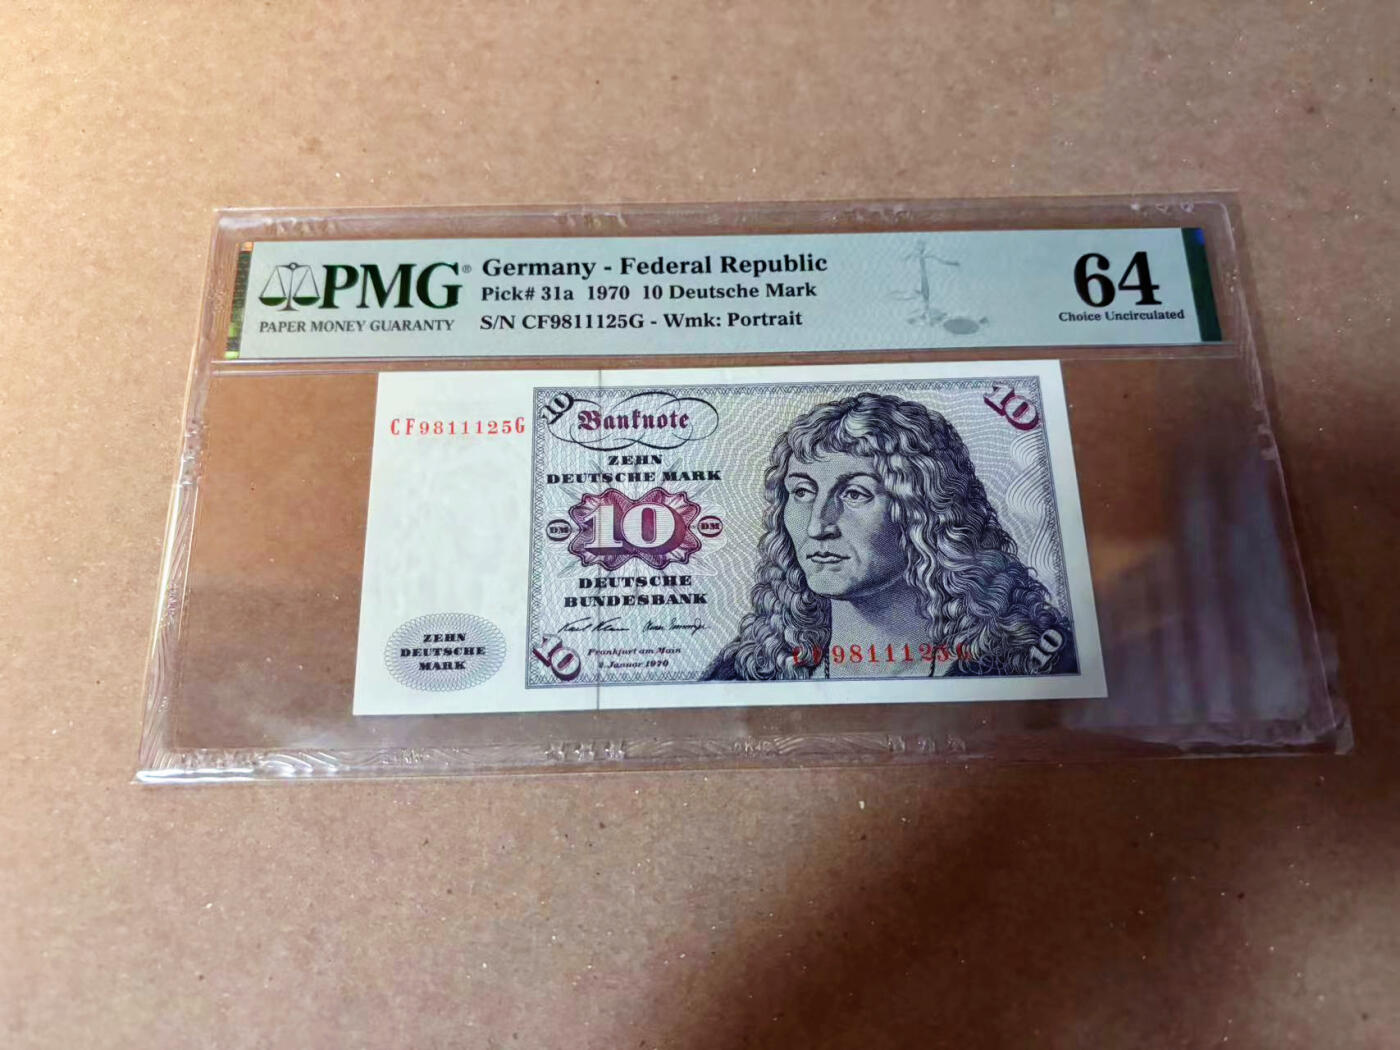 PMG®
PAPER MONEY GUARANTY
Germany - Federal Republic
Pick# 31a 1970 10 Deutsche Mark
S/N CF9811125G - Wmk: Portrait
64
Choice Uncirculated
CF9811125G
10
Banknote
10
ZEHN
DEUTSCHE MARK
DM
10
DM
DEUTSCHE
BUNDESBANK
Frankfurt am Main
2. Januar 1970
ZEHN
DEUTSCHE
MARK
10
CF9811125G
10